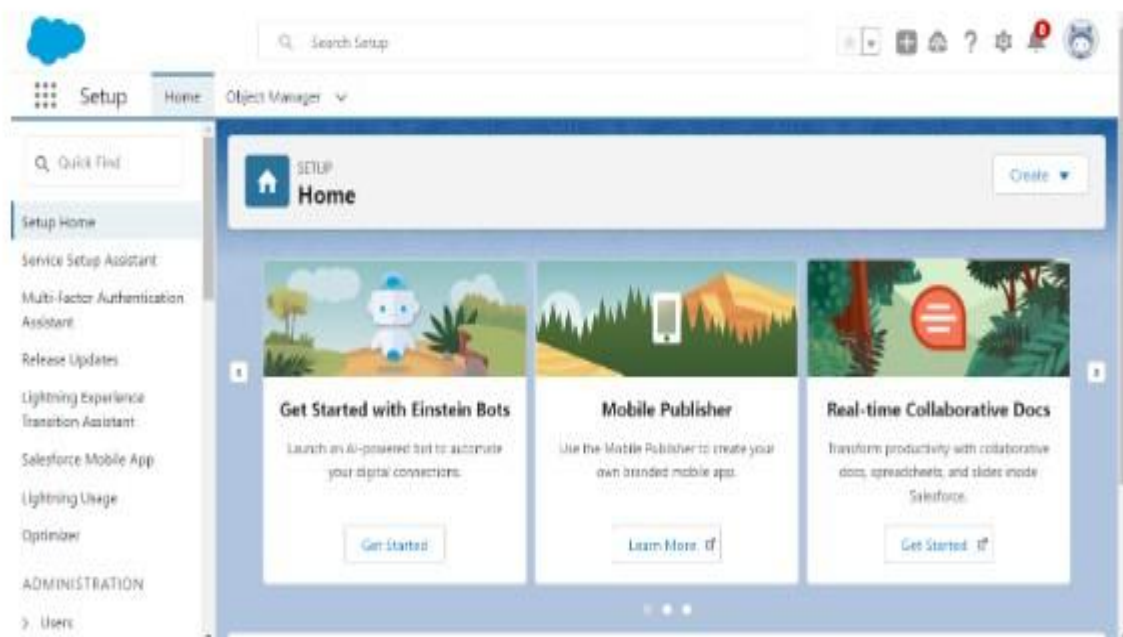 Search Setup
8
Setup
Home
Object Manager
Quick Find
SETUP
Home
Create
Setup Home
Service Setup Assistant
Multi-Factor Authentication
Assistant
Release Updates
Lightning Experience
Transition Assistant
Salesforce Mobile App
Lightning Usage
Optimizer
ADMINISTRATION
Users
Get Started with Einstein Bots
Launch an AI-powered bot to automate
your digital connections.
Get Started
Mobile Publisher
Use the Mobile Publisher to create your
own branded mobile app.
Learn More
Real-time Collaborative Docs
Transform productivity with collaborative
docs, spreadsheets, and slides inside
Salesforce.
Get Started